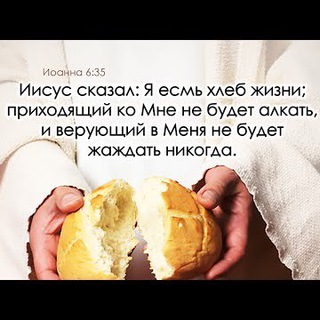 Иоанна 6:35
Иисус сказал: Я есмь хлеб жизни;
приходящий ко Мне не будет алкать,
и верующий в Меня не будет
жаждать никогда.